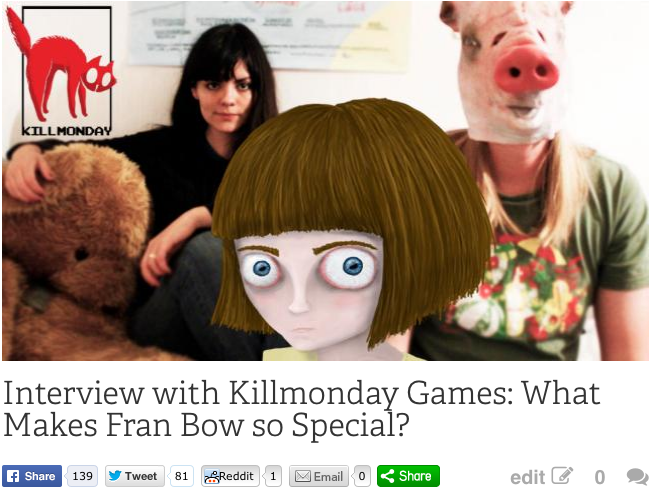 KILLMONDAY
Interview with Killmonday Games: What
Makes Fran Bow so Special?
Share 139 Tweet 81 Reddit 1 Email 0 Share edit 0